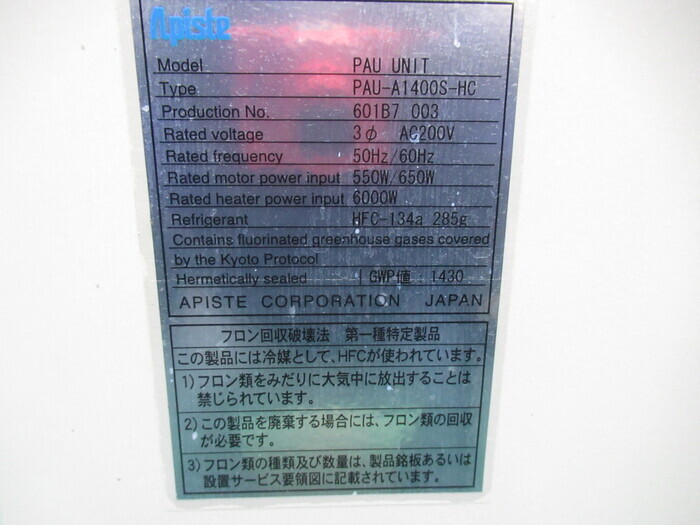 Apiste
Model PAU UNIT
Type PAU-A1400S-HC
Production No. 601B7 003
Rated voltage 3φ AC200V
Rated frequency 50Hz/60Hz
Rated motor power input 550W/650W
Rated heater power input 6000W
Refrigerant HFC-134a 285g
Contains fluorinated greenhouse gases covered
by the Kyoto Protocol
Hermetically sealed GWP値: 1430
APISTE CORPORATION JAPAN
フロン回収破壊法 第一種特定製品
この製品には冷媒として、HFCが使われています。
1)フロン類をみだりに大気中に放出することは
禁じられています。
2)この製品を廃棄する場合には、フロン類の回収
が必要です。
3)フロン類の種類及び数量は、製品銘板あるいは
設置サービス要領図に記載されています。